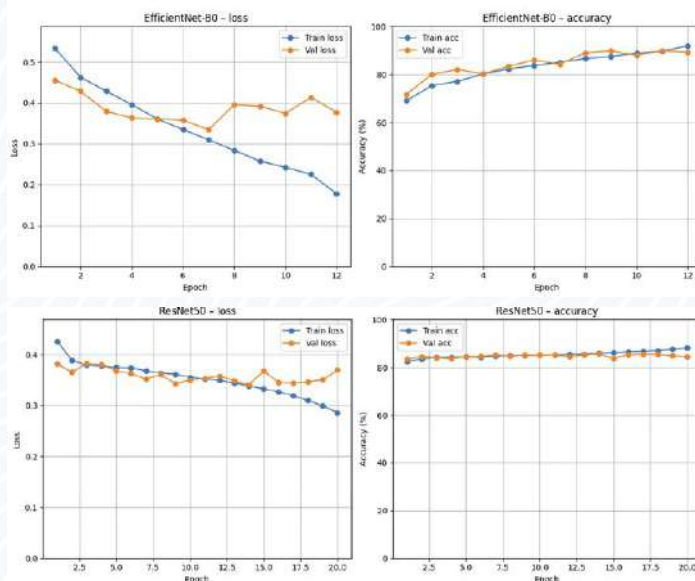 EfficientNet-B0 – loss
Train loss
Val loss
0.5
0.4
0.3
0.2
0.1
0.0
Loss
2 4 6 8 10 12
Epoch
EfficientNet-B0 – accuracy
Train acc
Val acc
100
80
60
40
20
0
Accuracy (%)
2 4 6 8 10 12
Epoch
ResNet50 – loss
Train loss
Val loss
0.4
0.3
0.2
0.1
0.0
Loss
2.5 5.0 7.5 10.0 12.5 15.0 17.5 20.0
Epoch
ResNet50 – accuracy
Train acc
Val acc
100
80
60
40
20
0
Accuracy (%)
2.5 5.0 7.5 10.0 12.5 15.0 17.5 20.0
Epoch